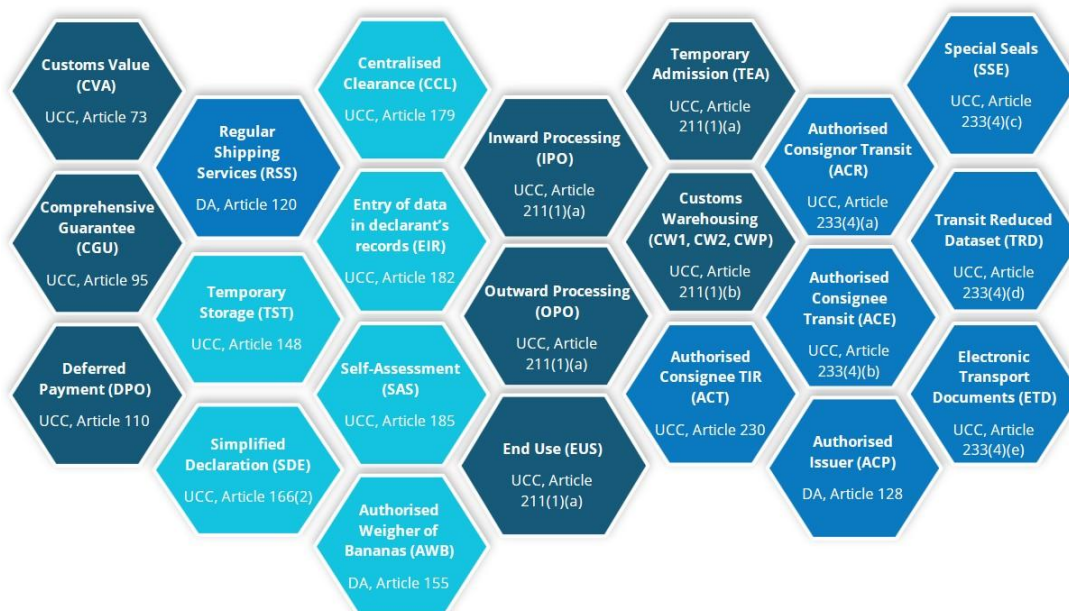 Customs Value
(CVA)
UCC, Article 73
Comprehensive
Guarantee
(CGU)
UCC, Article 95
Deferred
Payment (DPO)
UCC, Article 110
Regular
Shipping
Services (RSS)
DA, Article 120
Temporary
Storage (TST)
UCC, Article 148
Simplified
Declaration (SDE)
UCC, Article 166(2)
Centralised
Clearance (CCL)
UCC, Article 179
Entry of data
in declarant’s
records (EIR)
UCC, Article 182
Self-Assessment
(SAS)
UCC, Article 185
Authorised
Weigher of
Bananas (AWB)
DA, Article 155
Inward Processing
(IPO)
UCC, Article
211(1)(a)
Outward Processing
(OPO)
UCC, Article
211(1)(a)
End Use (EUS)
UCC, Article
211(1)(a)
Temporary
Admission (TEA)
UCC, Article
211(1)(a)
Customs
Warehousing
(CW1, CW2, CWP)
UCC, Article
211(1)(b)
Authorised
Consignee TIR
(ACT)
UCC, Article 230
Authorised
Consignor Transit
(ACR)
UCC, Article
233(4)(a)
Authorised
Consignee
Transit (ACE)
UCC, Article
233(4)(b)
Authorised
Issuer (ACP)
DA, Article 128
Special Seals
(SSE)
UCC, Article
233(4)(c)
Transit Reduced
Dataset (TRD)
UCC, Article
233(4)(d)
Electronic
Transport
Documents (ETD)
UCC, Article
233(4)(e)